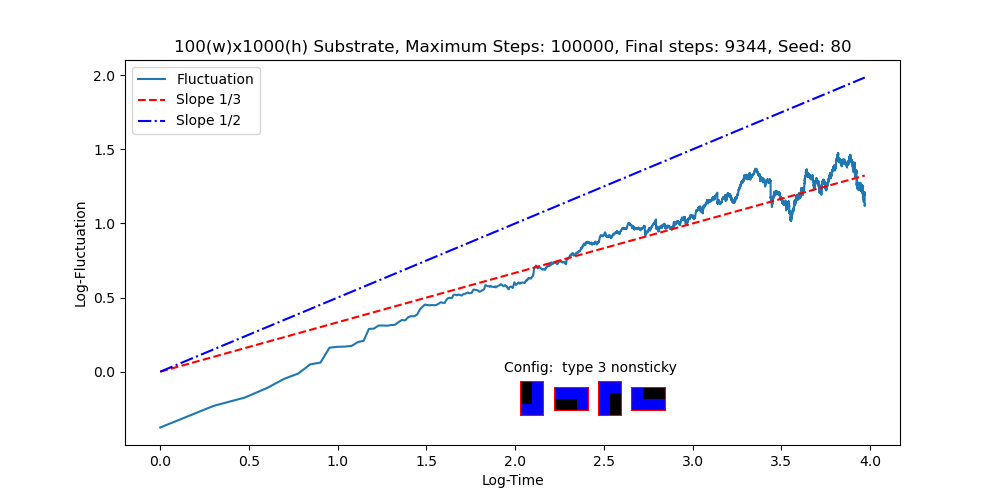 100(w)x1000(h) Substrate, Maximum Steps: 100000, Final steps: 9344, Seed: 80
Fluctuation
Slope 1/3
Slope 1/2
2.0
1.5
1.0
0.5
0.0
Log-Fluctuation
Config:  type 3 nonsticky
0.0 0.5 1.0 1.5 2.0 2.5 3.0 3.5 4.0
Log-Time